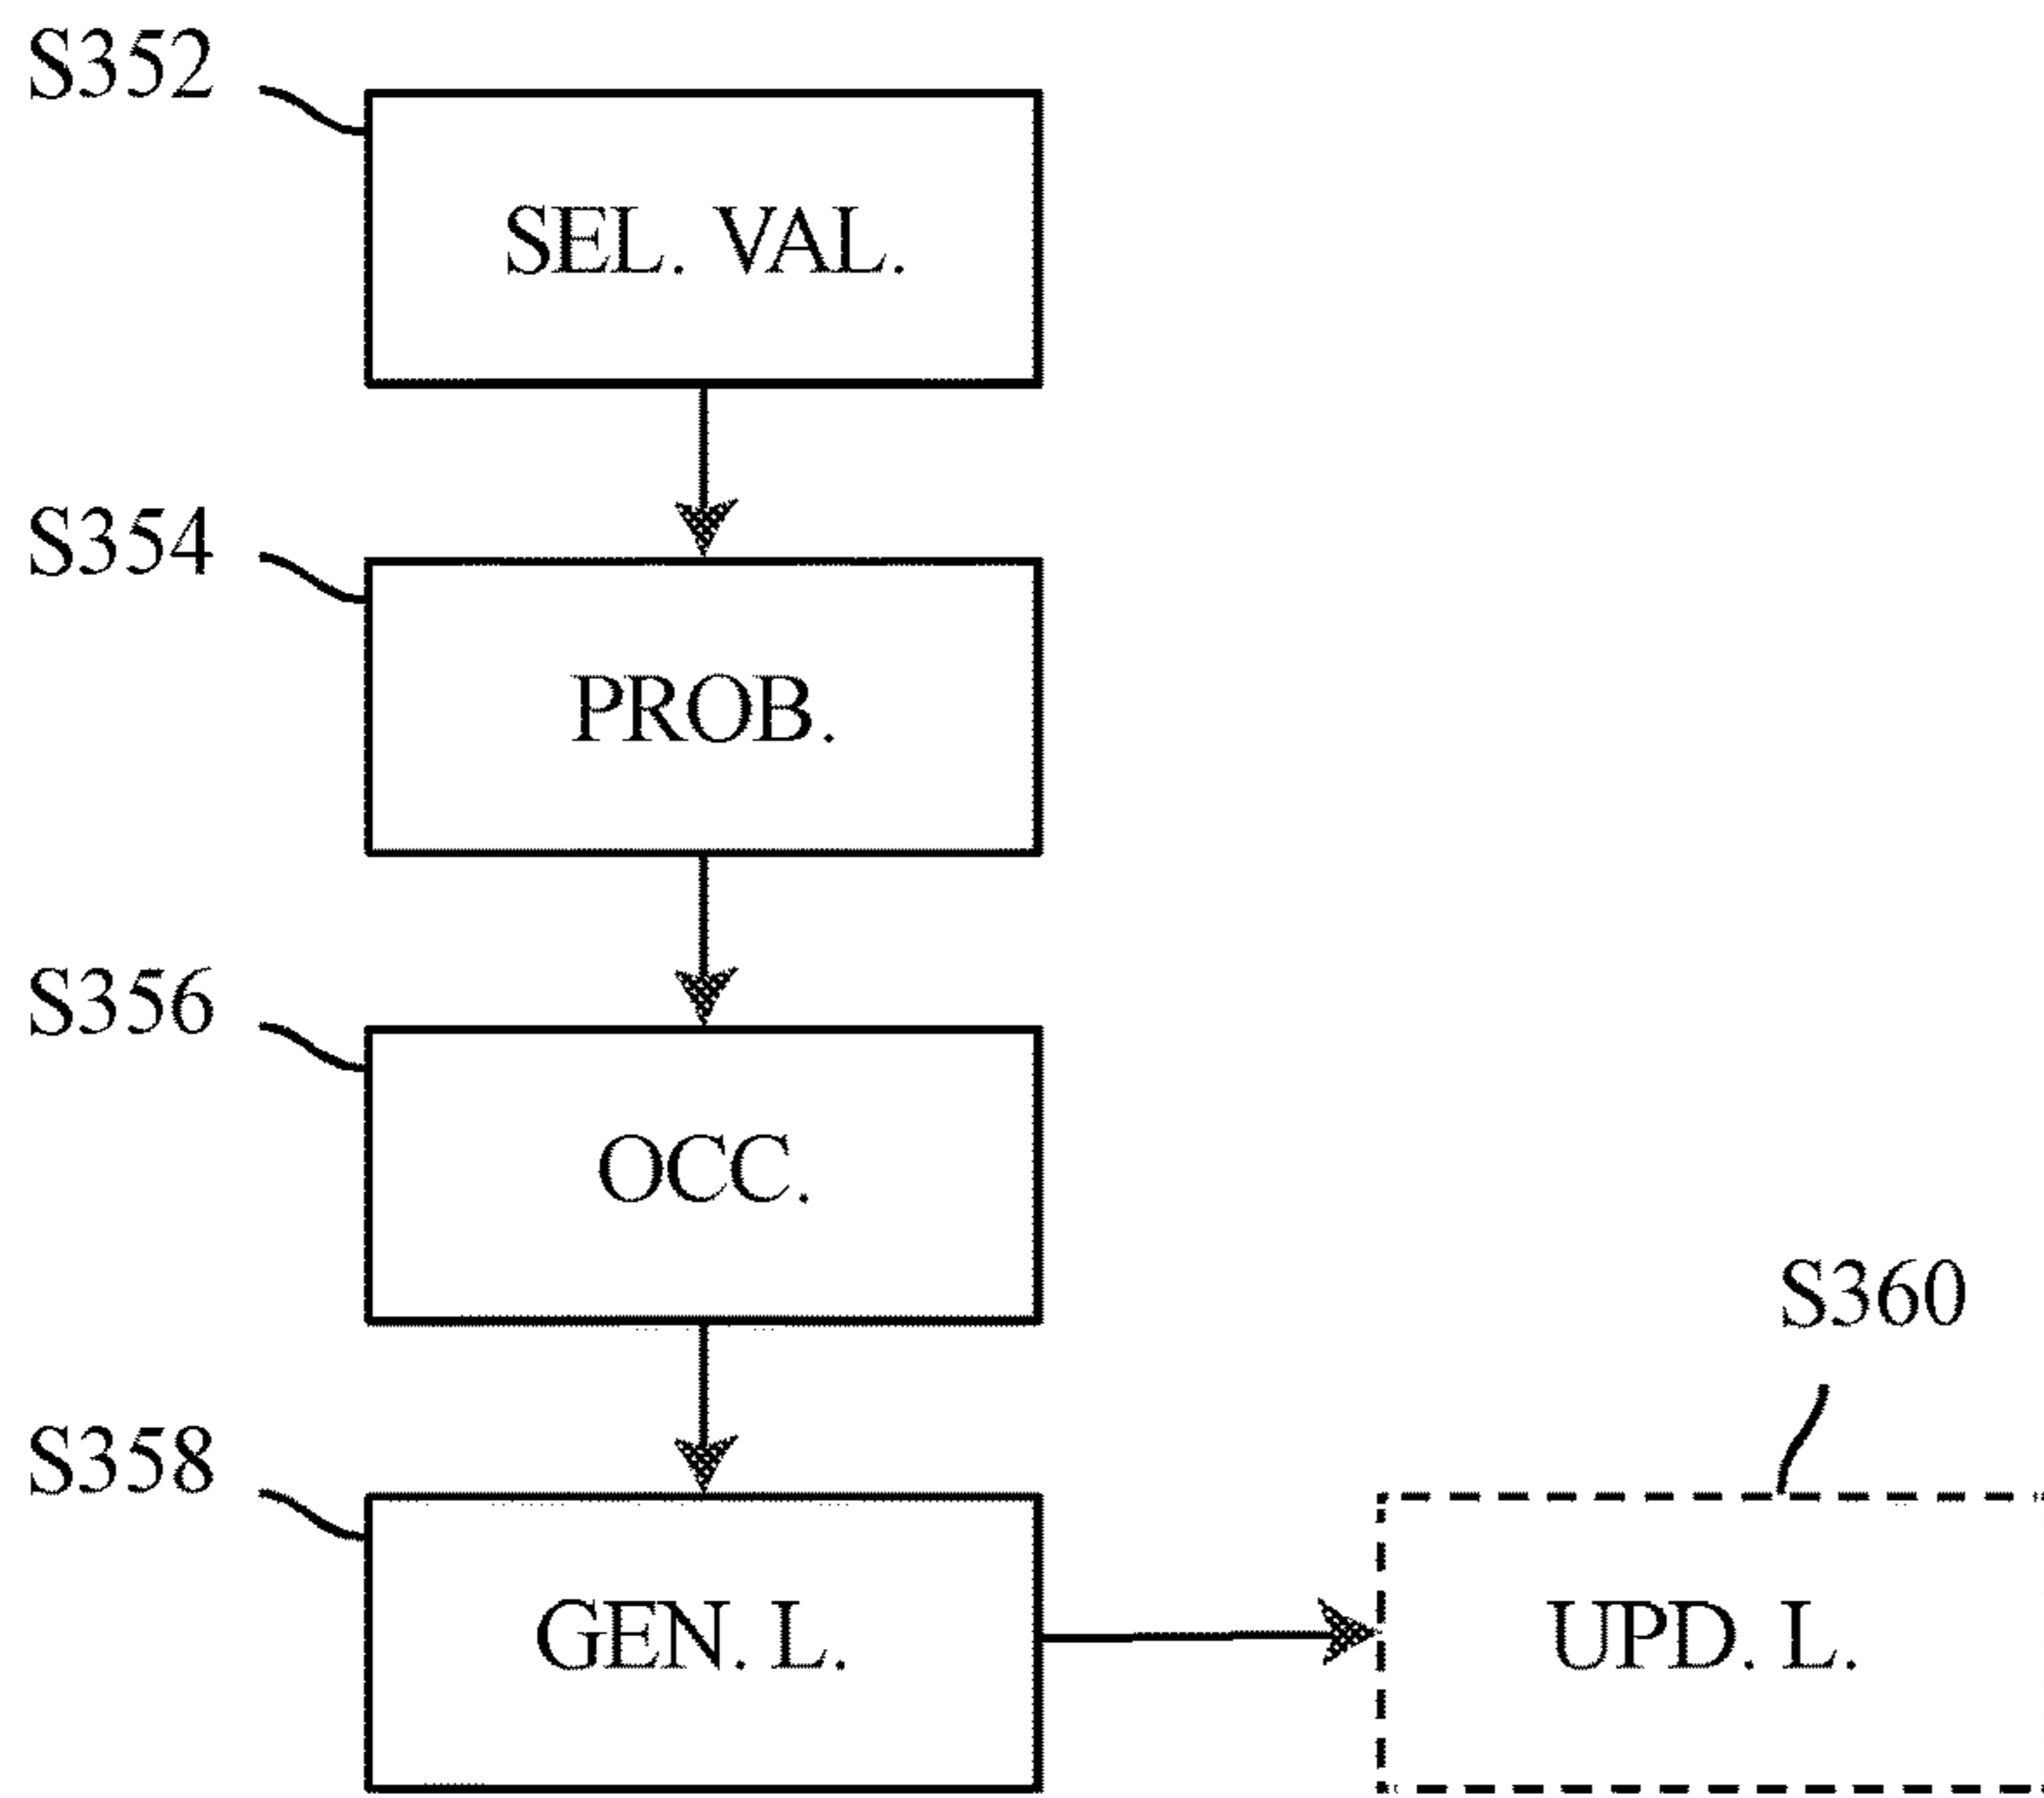 S352
SEL. VAL.
S354
PROB.
S356
OCC.
S360
S358
GEN. L.
UPD. L.